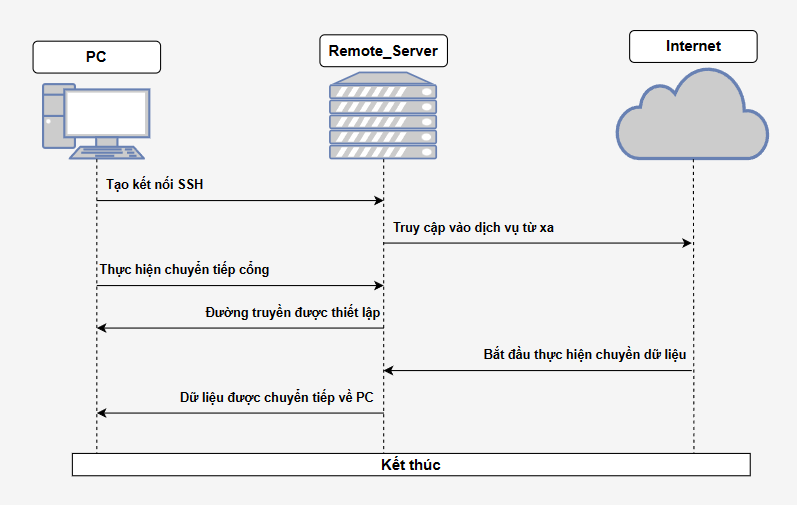 PC
Remote_Server
Internet
Tạo kết nối SSH
Truy cập vào dịch vụ từ xa
Thực hiện chuyển tiếp cổng
Đường truyền được thiết lập
Bắt đầu thực hiện chuyển dữ liệu
Dữ liệu được chuyển tiếp về PC
Kết thúc